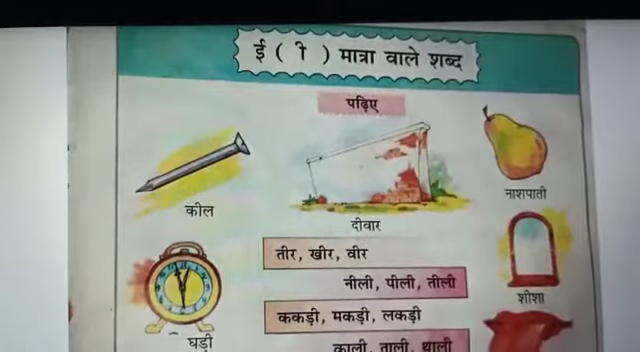 ई ( ी ) मात्रा वाले शब्द
पढ़िए
कील
दीवार
नाशपाती
तीर, खीर, वीर
नीली, पीली, तीली
शीशा
ककड़ी, मकड़ी, लकड़ी
घड़ी
काली, ताली, थाली